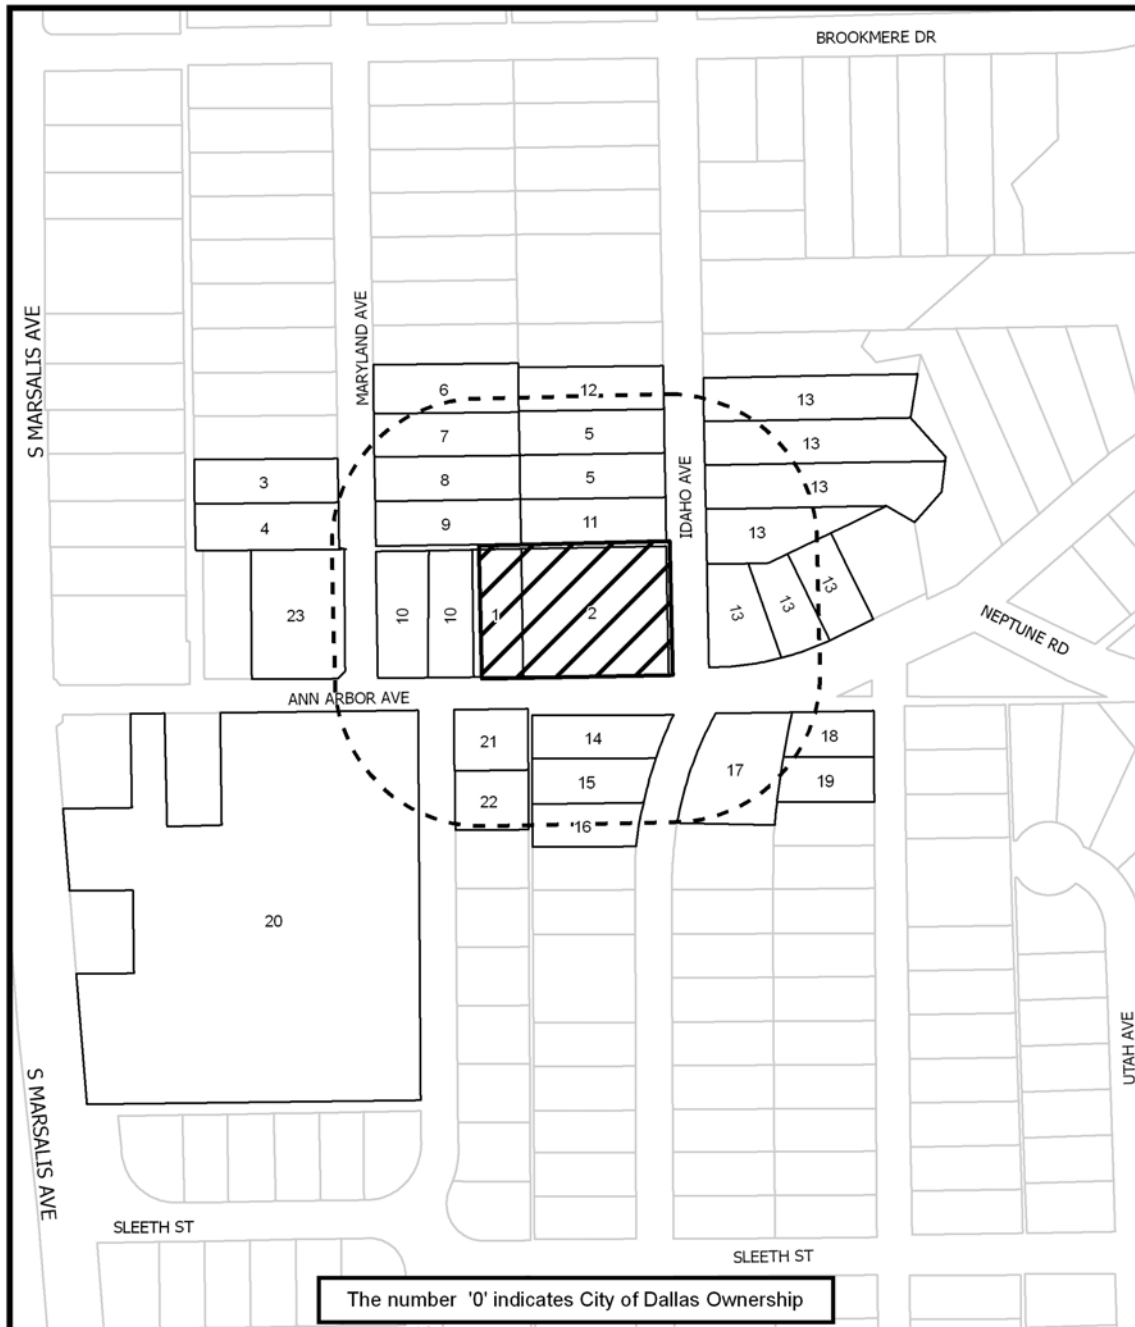 BROOKMERE DR
S MARSALIS AVE
MARYLAND AVE
6
12
13
7
5
13
3
8
5
IDAHO AVE
13
4
9
11
13
23
10
10
1
2
13
13
13
NEPTUNE RD
ANN ARBOR AVE
21
14
17
18
15
19
22
16
20
UTAH AVE
S MARSALIS AVE
SLEETH ST
SLEETH ST
The number '0' indicates City of Dallas Ownership